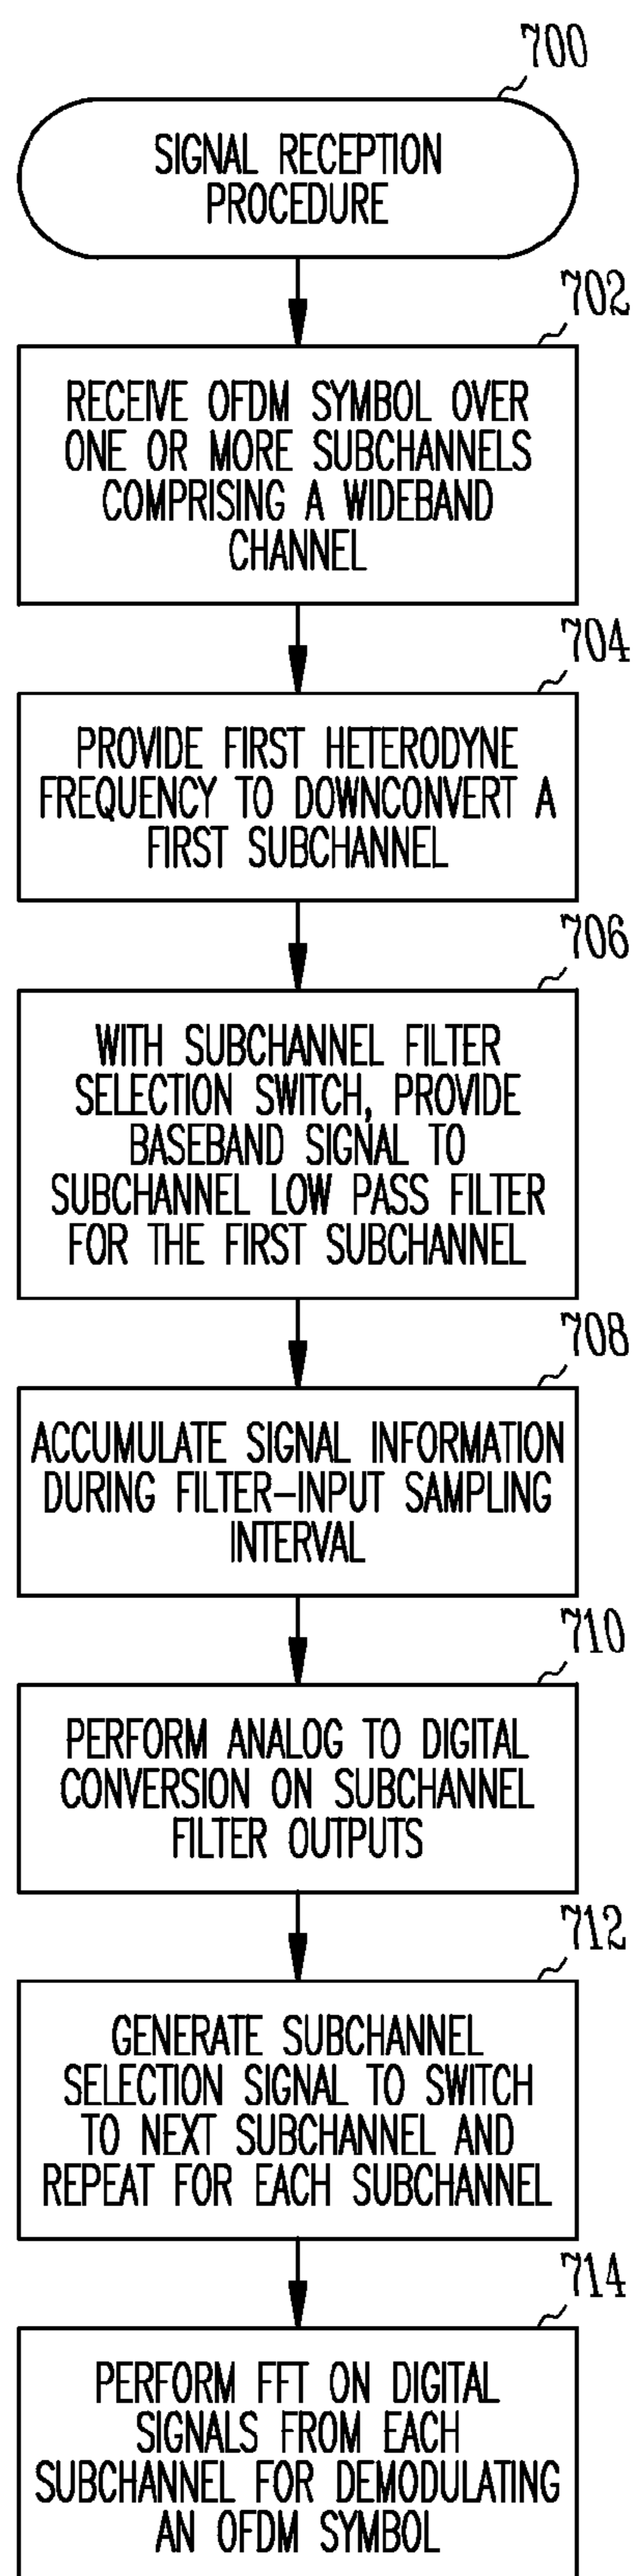 700
SIGNAL RECEPTION
PROCEDURE
702
RECEIVE OFDM SYMBOL OVER
ONE OR MORE SUBCHANNELS
COMPRISING A WIDEBAND
CHANNEL
704
PROVIDE FIRST HETERODYNE
FREQUENCY TO DOWNCONVERT A
FIRST SUBCHANNEL
706
WITH SUBCHANNEL FILTER
SELECTION SWITCH, PROVIDE
BASEBAND SIGNAL TO
SUBCHANNEL LOW PASS FILTER
FOR THE FIRST SUBCHANNEL
708
ACCUMULATE SIGNAL INFORMATION
DURING FILTER-INPUT SAMPLING
INTERVAL
710
PERFORM ANALOG TO DIGITAL
CONVERSION ON SUBCHANNEL
FILTER OUTPUTS
712
GENERATE SUBCHANNEL
SELECTION SIGNAL TO SWITCH
TO NEXT SUBCHANNEL AND
REPEAT FOR EACH SUBCHANNEL
714
PERFORM FFT ON DIGITAL
SIGNALS FROM EACH
SUBCHANNEL FOR DEMODULATING
AN OFDM SYMBOL